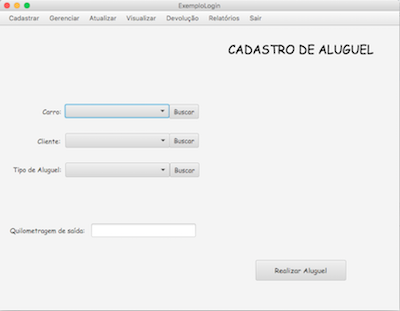 ExemploLogin
Cadastrar Gerenciar Atualizar Visualizar Devolução Relatórios Sair
CADASTRO DE ALUGUEL
Carro: Buscar
Cliente: Buscar
Tipo de Aluguel: Buscar
Quilometragem de saída:
Realizar Aluguel